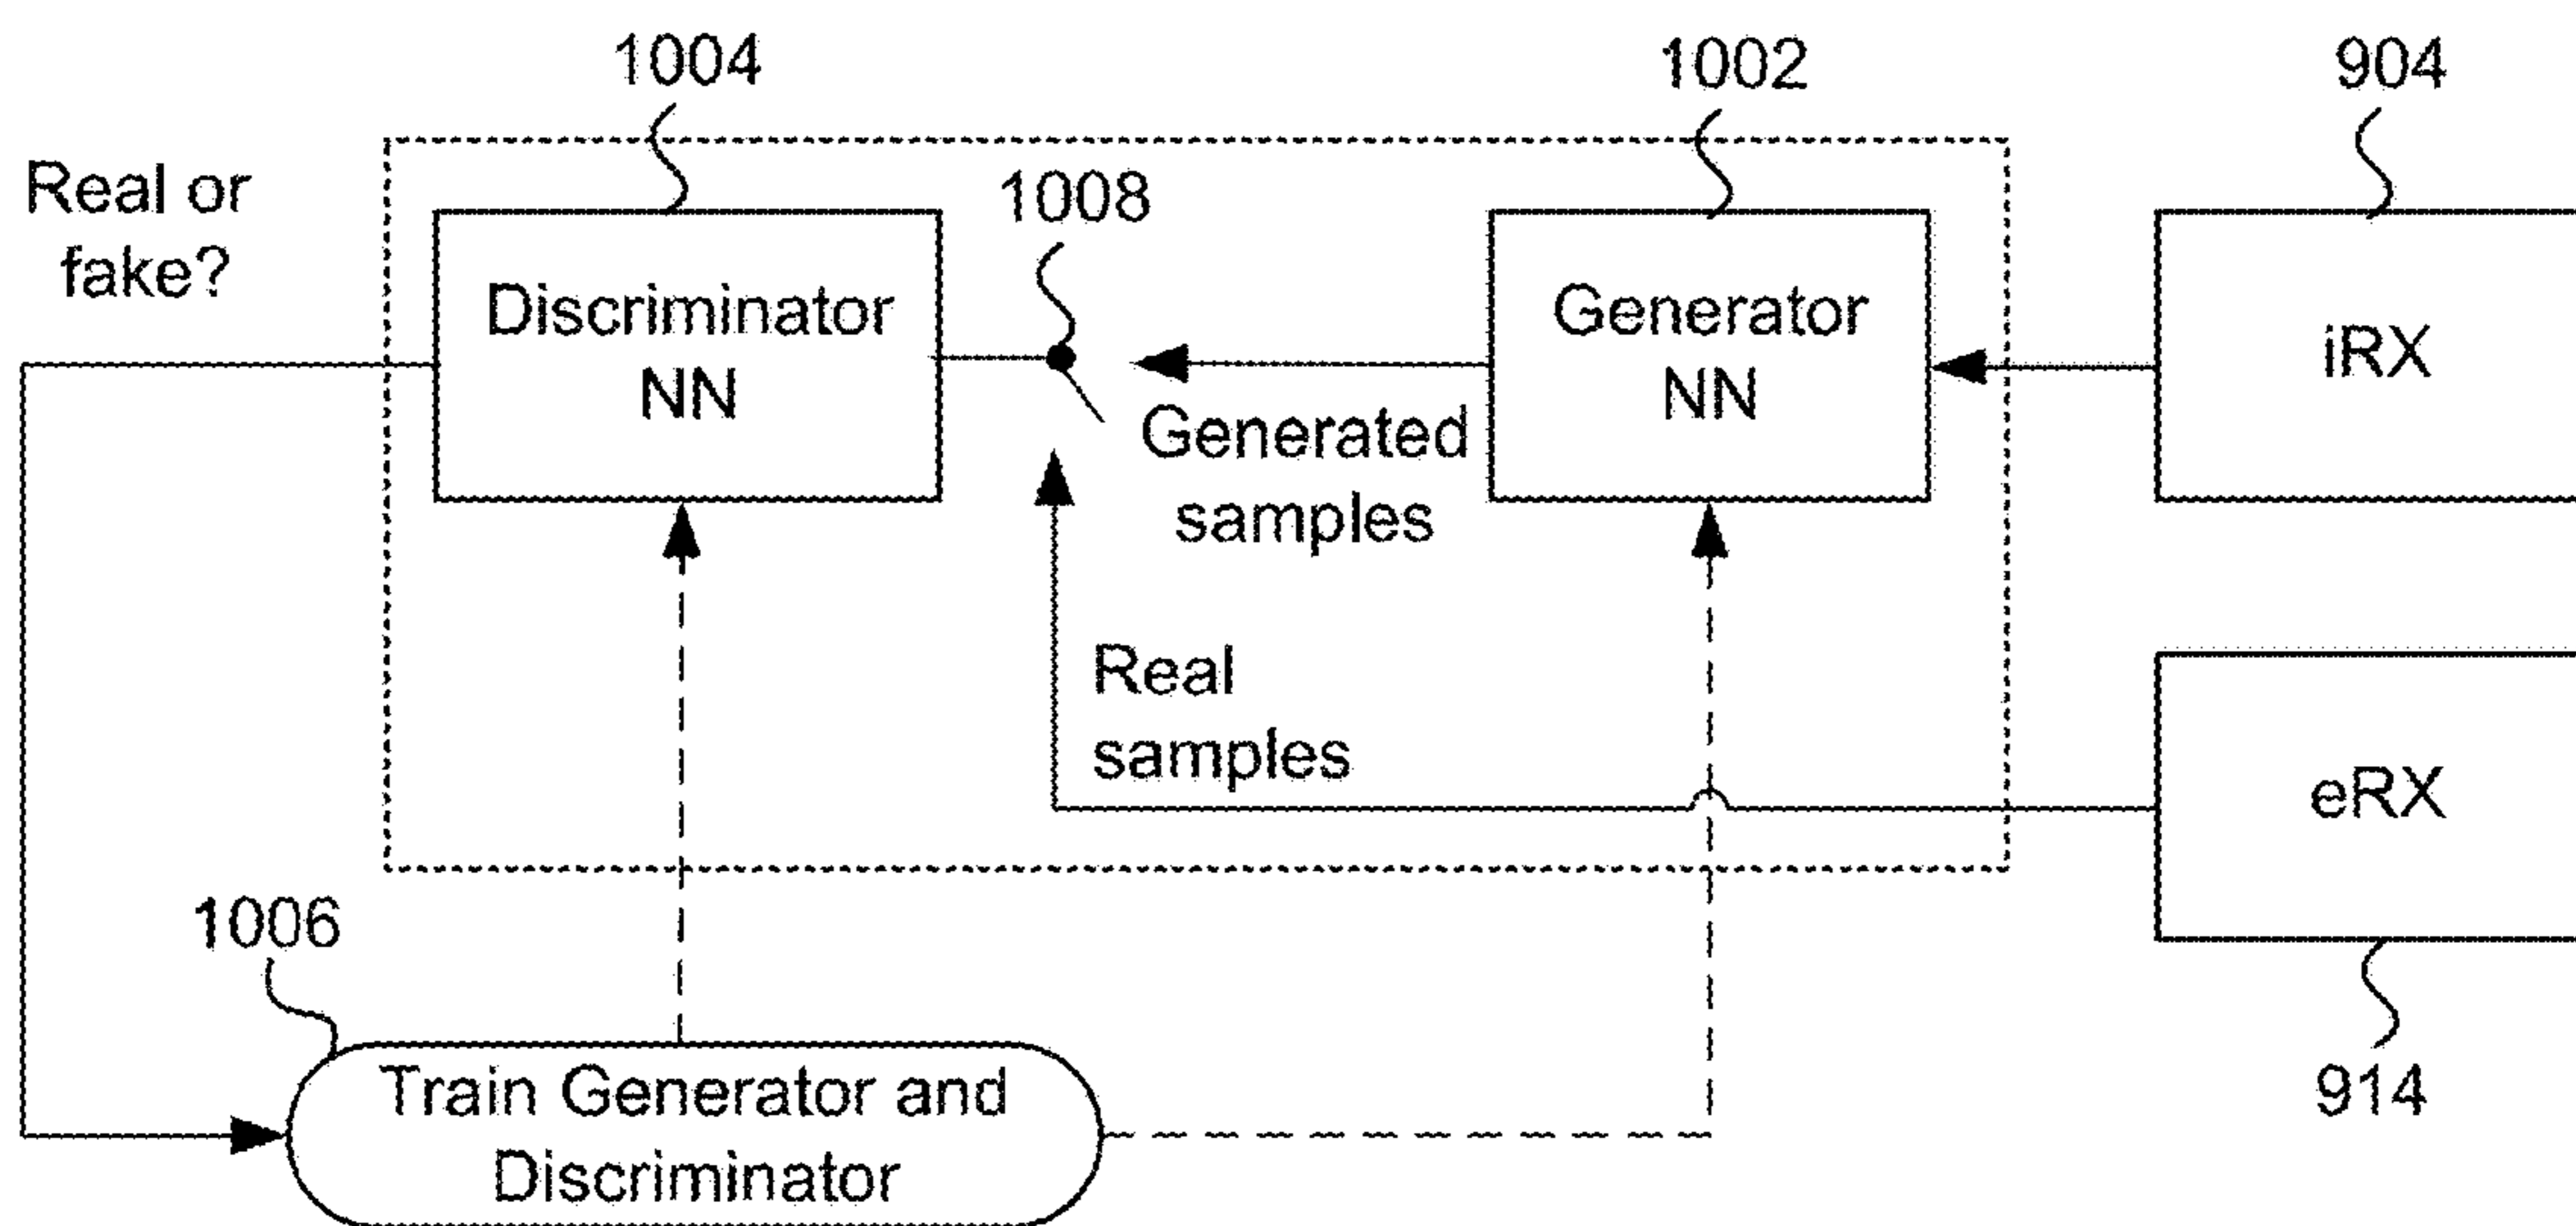 1004
1002
904
Real or
fake?
1008
Discriminator
NN
Generator
NN
iRX
Generated
samples
Real
samples
eRX
1006
Train Generator and
Discriminator
914